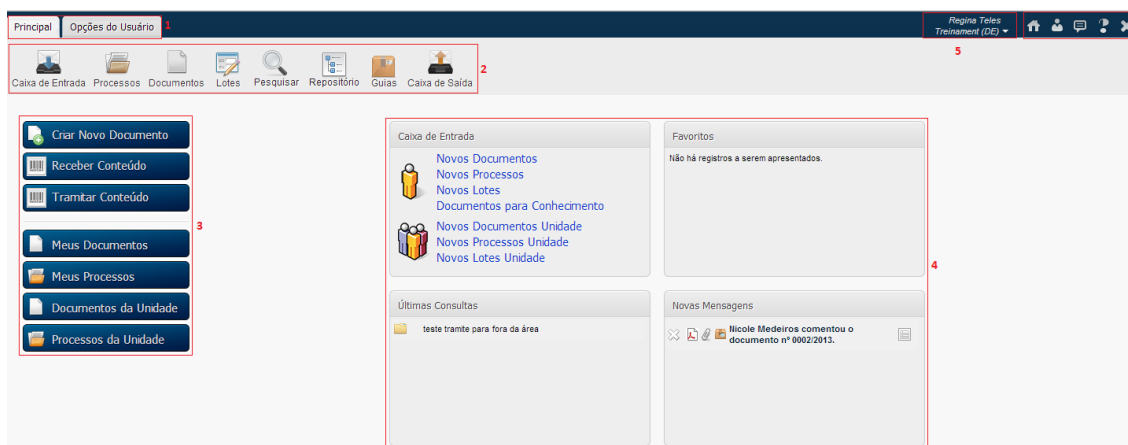 Principal Opções do Usuário 1
Regina Teles
Treinament (DE)
5
Caixa de Entrada Processos Documentos Lotes Pesquisar Repositório Guias Caixa de Saída 2
Criar Novo Documento
Receber Conteúdo
Tramitar Conteúdo
3
Meus Documentos
Meus Processos
Documentos da Unidade
Processos da Unidade
Caixa de Entrada
Novos Documentos
Novos Processos
Novos Lotes
Documentos para Conhecimento
Novos Documentos Unidade
Novos Processos Unidade
Novos Lotes Unidade
Favoritos
Não há registros a serem apresentados.
4
Últimas Consultas
teste tramite para fora da área
Novas Mensagens
Nicole Medeiros comentou o
documento nº 0002/2013.